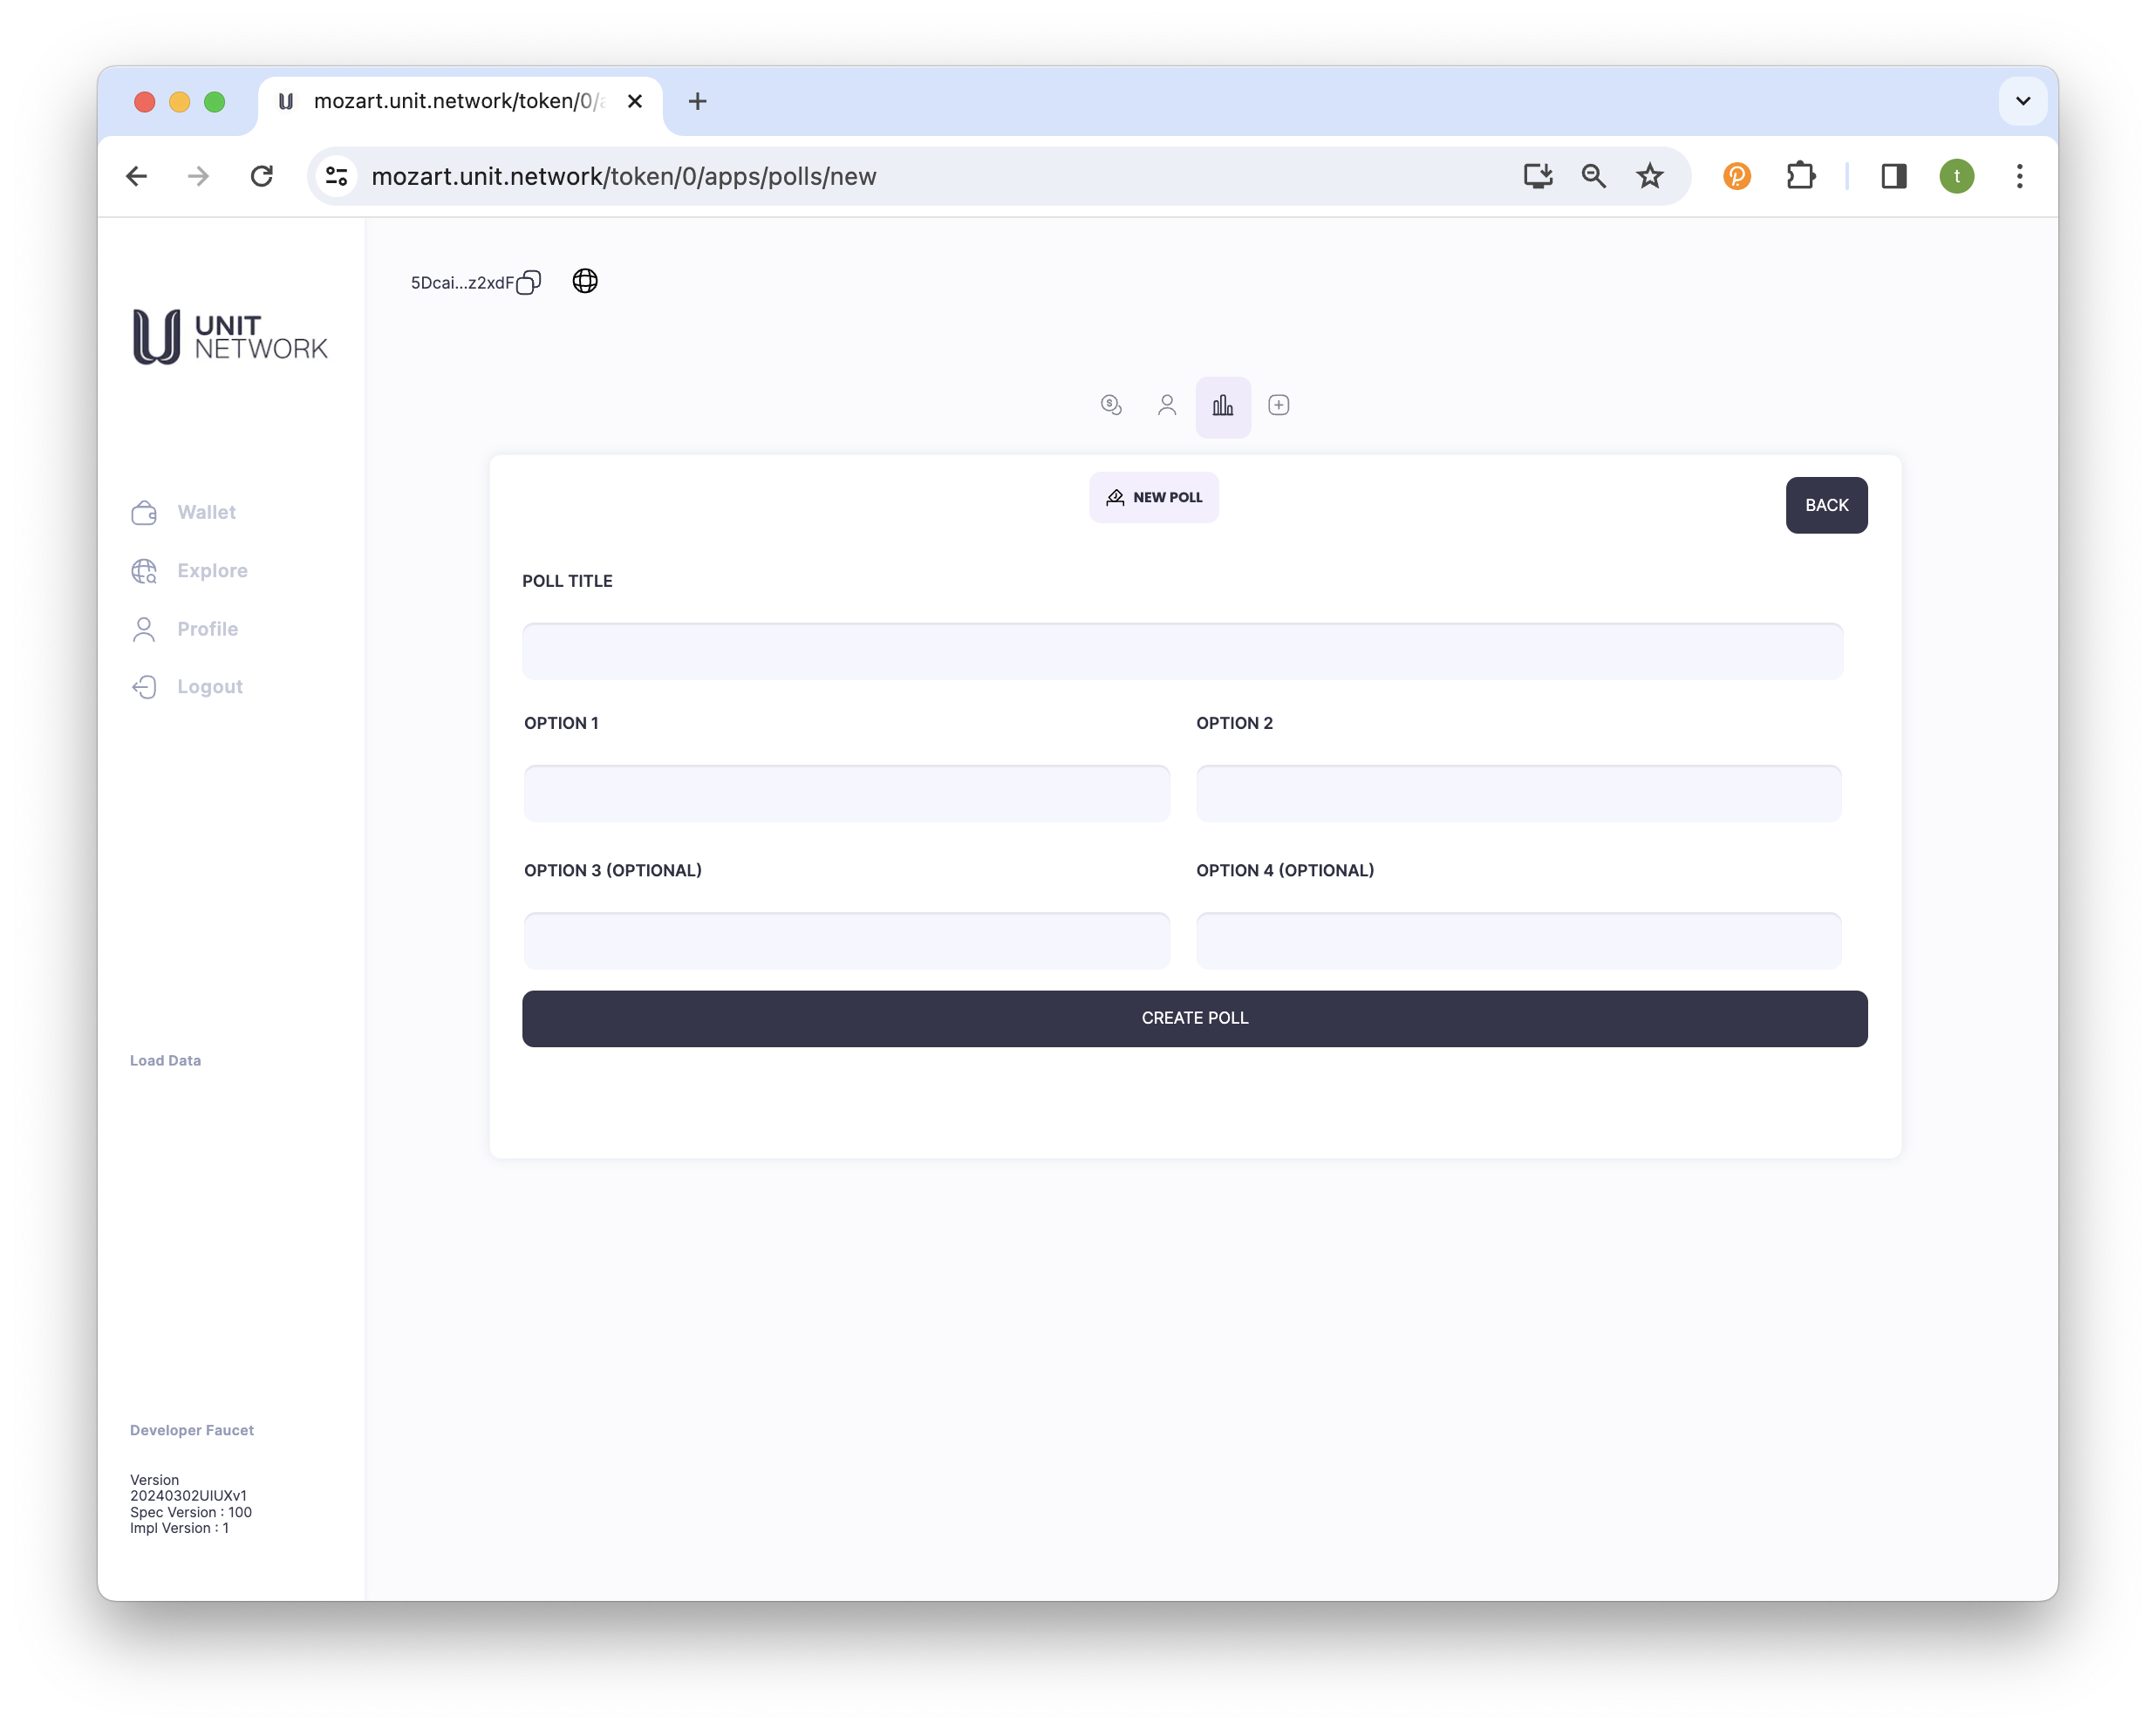 mozart.unit.network/token/0/a
mozart.unit.network/token/0/apps/polls/new
t
5Dcai...z2xdF
UNIT
NETWORK
Wallet
Explore
Profile
Logout
Load Data
Developer Faucet
Version
20240302UIUXv1
Spec Version : 100
Impl Version : 1
NEW POLL
BACK
POLL TITLE
OPTION 1
OPTION 2
OPTION 3 (OPTIONAL)
OPTION 4 (OPTIONAL)
CREATE POLL